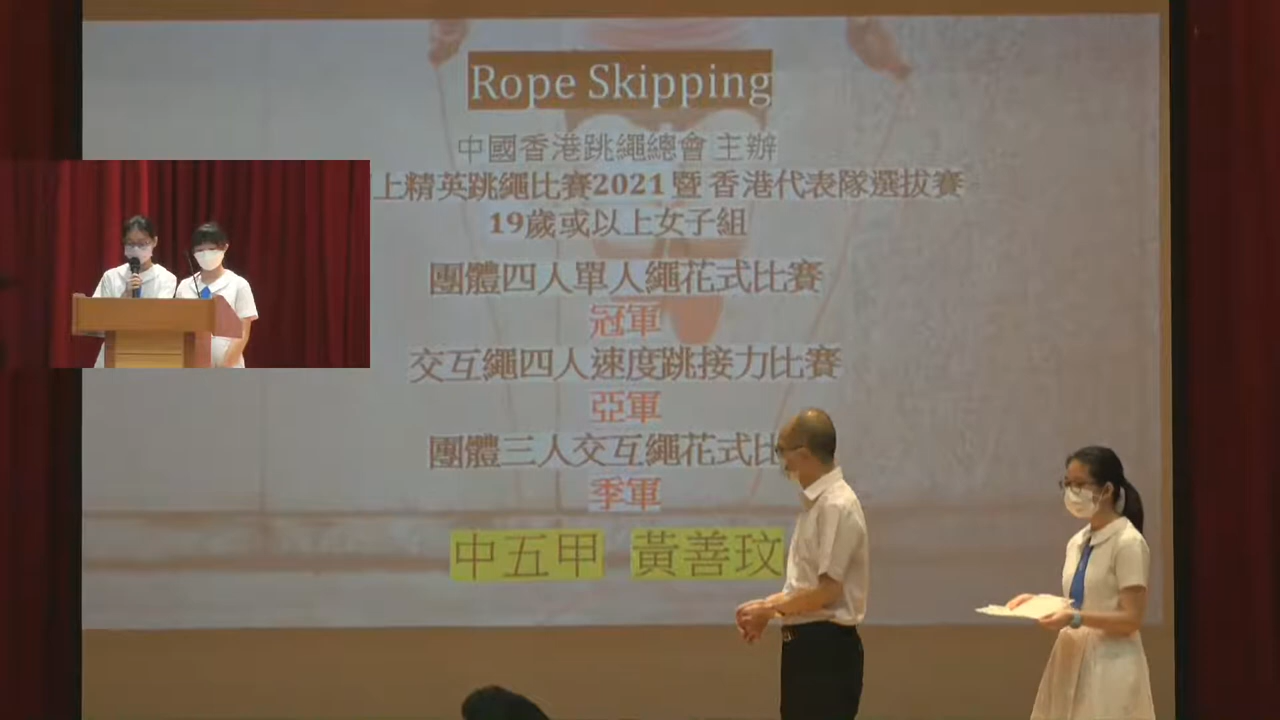 Rope Skipping
中國香港跳繩總會 主辦
上精英跳繩比賽2021 暨 香港代表隊選拔賽
19歲或以上女子組
團體四人單人繩花式比賽
冠軍
交互繩四人速度跳接力比賽
亞軍
團體三人交互繩花式比
季軍
中五甲 黃善玟